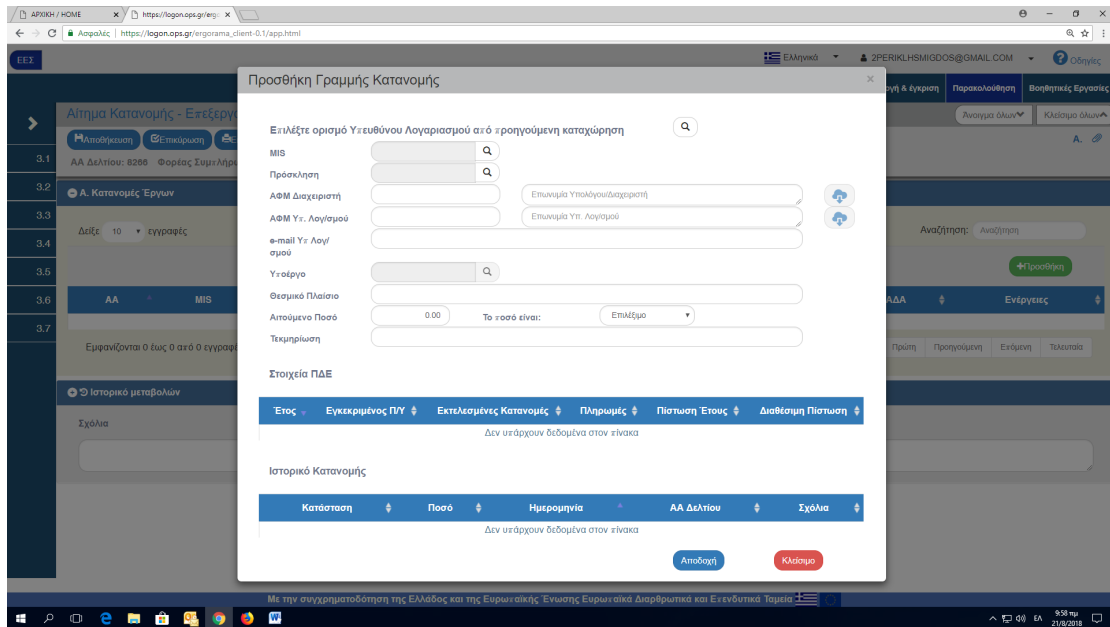 ΑΡΧΙΚΗ / HOME
https://logon.ops.gr/ergo
Ασφαλές | https://logon.ops.gr/ergorama_client-0.1/app.html
ΕΕΣ
Ελληνικά
2PERIKLHSMIGDOS@GMAIL.COM
Οδηγίες
Προσθήκη Γραμμής Κατανομής
& έγκριση Παρακολούθηση Βοηθητικές Εργασίες
Αίτημα Κατανομής - Επεξεργ
Άνοιγμα όλων Κλείσιμο όλων
Επιλέξτε ορισμό Υπευθύνου Λογαριασμού από προηγούμενη καταχώρηση
Αποθήκευση Επικύρωση
Α.
MIS
ΑΑ Δελτίου: 8266 Φορέας Συμπλήρω
3.1
Πρόσκληση
3.2
Α. Κατανομές Έργων
ΑΦΜ Διαχειριστή Επωνυμία Υπολόγου/Διαχειριστή
3.3
ΑΦΜ Υπ. Λογ/σμού Επωνυμία Υπ. Λογ/σμού
Δείξε 10 εγγραφές
Αναζήτηση: Αναζήτηση
3.4
e-mail Υπ Λογ/
σμού
3.5
Υποέργο
Προσθήκη
3.6
ΑΑ MIS
Θεσμικό Πλαίσιο
ΑΔΑ Ενέργειες
3.7
Αιτούμενο Ποσό 0.00 Το ποσό είναι: Επιλέξιμο
Τεκμηρίωση
Εμφανίζονται 0 έως 0 από 0 εγγραφέ
Πρώτη Προηγούμενη Επόμενη Τελευταία
Στοιχεία ΠΔΕ
Ιστορικό μεταβολών
Έτος Εγκεκριμένος Π/Υ Εκτελεσμένες Κατανομές Πληρωμές Πίστωση Έτους Διαθέσιμη Πίστωση
Σχόλια
Δεν υπάρχουν δεδομένα στον πίνακα
Ιστορικό Κατανομής
Κατάσταση Ποσό Ημερομηνία ΑΑ Δελτίου Σχόλια
Δεν υπάρχουν δεδομένα στον πίνακα
Αποδοχή Κλείσιμο
Με την συγχρηματοδότηση της Ελλάδος και της Ευρωπαϊκής Ένωσης Ευρωπαϊκά Διαρθρωτικά και Επενδυτικά Ταμεία
ΕΛ
9:58 πμ
21/8/2018